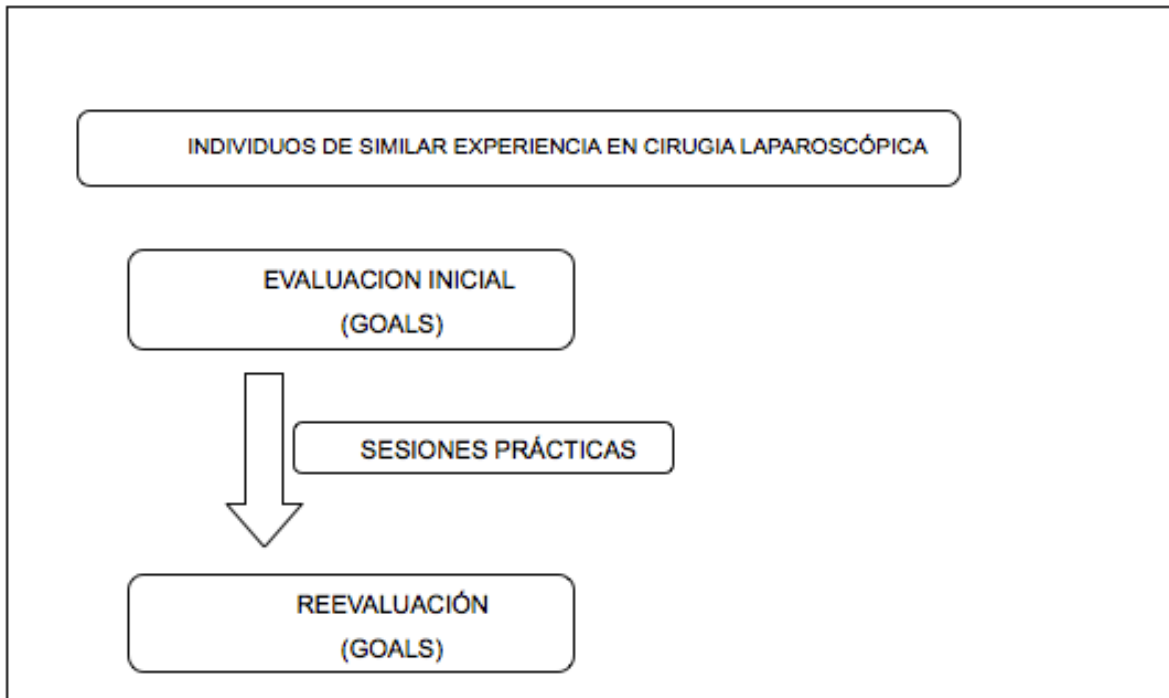 INDIVIDUOS DE SIMILAR EXPERIENCIA EN CIRUGIA LAPAROSCÓPICA
EVALUACION INICIAL
(GOALS)
SESIONES PRÁCTICAS
REEVALUACIÓN
(GOALS)